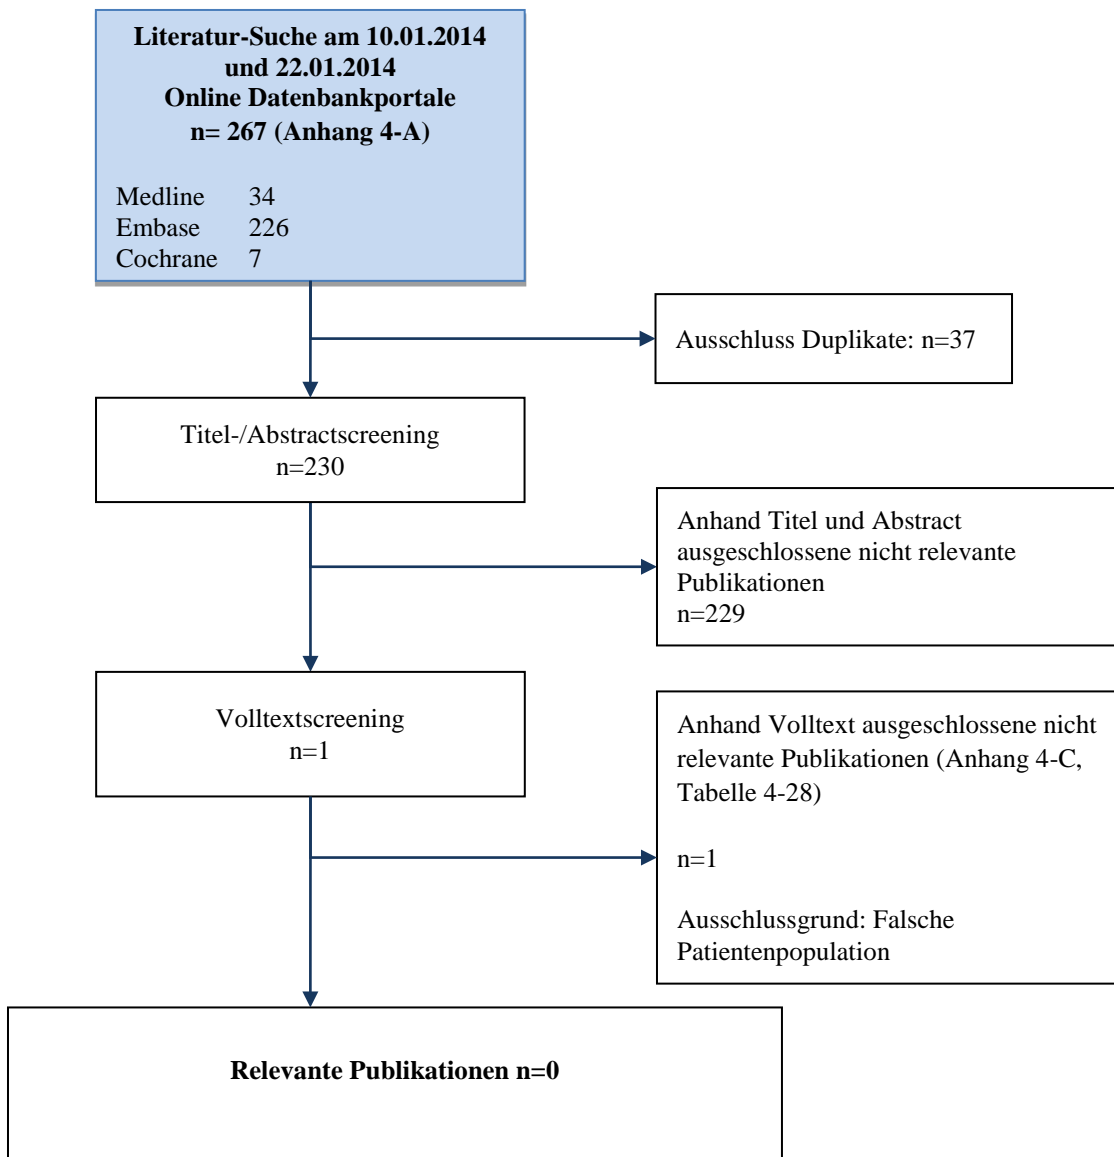 Literatur-Suche am 10.01.2014
und 22.01.2014
Online Datenbankportale
n= 267 (Anhang 4-A)
Medline 34
Embase 226
Cochrane 7
Ausschluss Duplikate: n=37
Titel-/Abstractscreening
n=230
Anhand Titel und Abstract
ausgeschlossene nicht relevante
Publikationen
n=229
Volltextscreening
n=1
Anhand Volltext ausgeschlossene nicht
relevante Publikationen (Anhang 4-C,
Tabelle 4-28)
n=1
Ausschlussgrund: Falsche
Patientenpopulation
Relevante Publikationen n=0